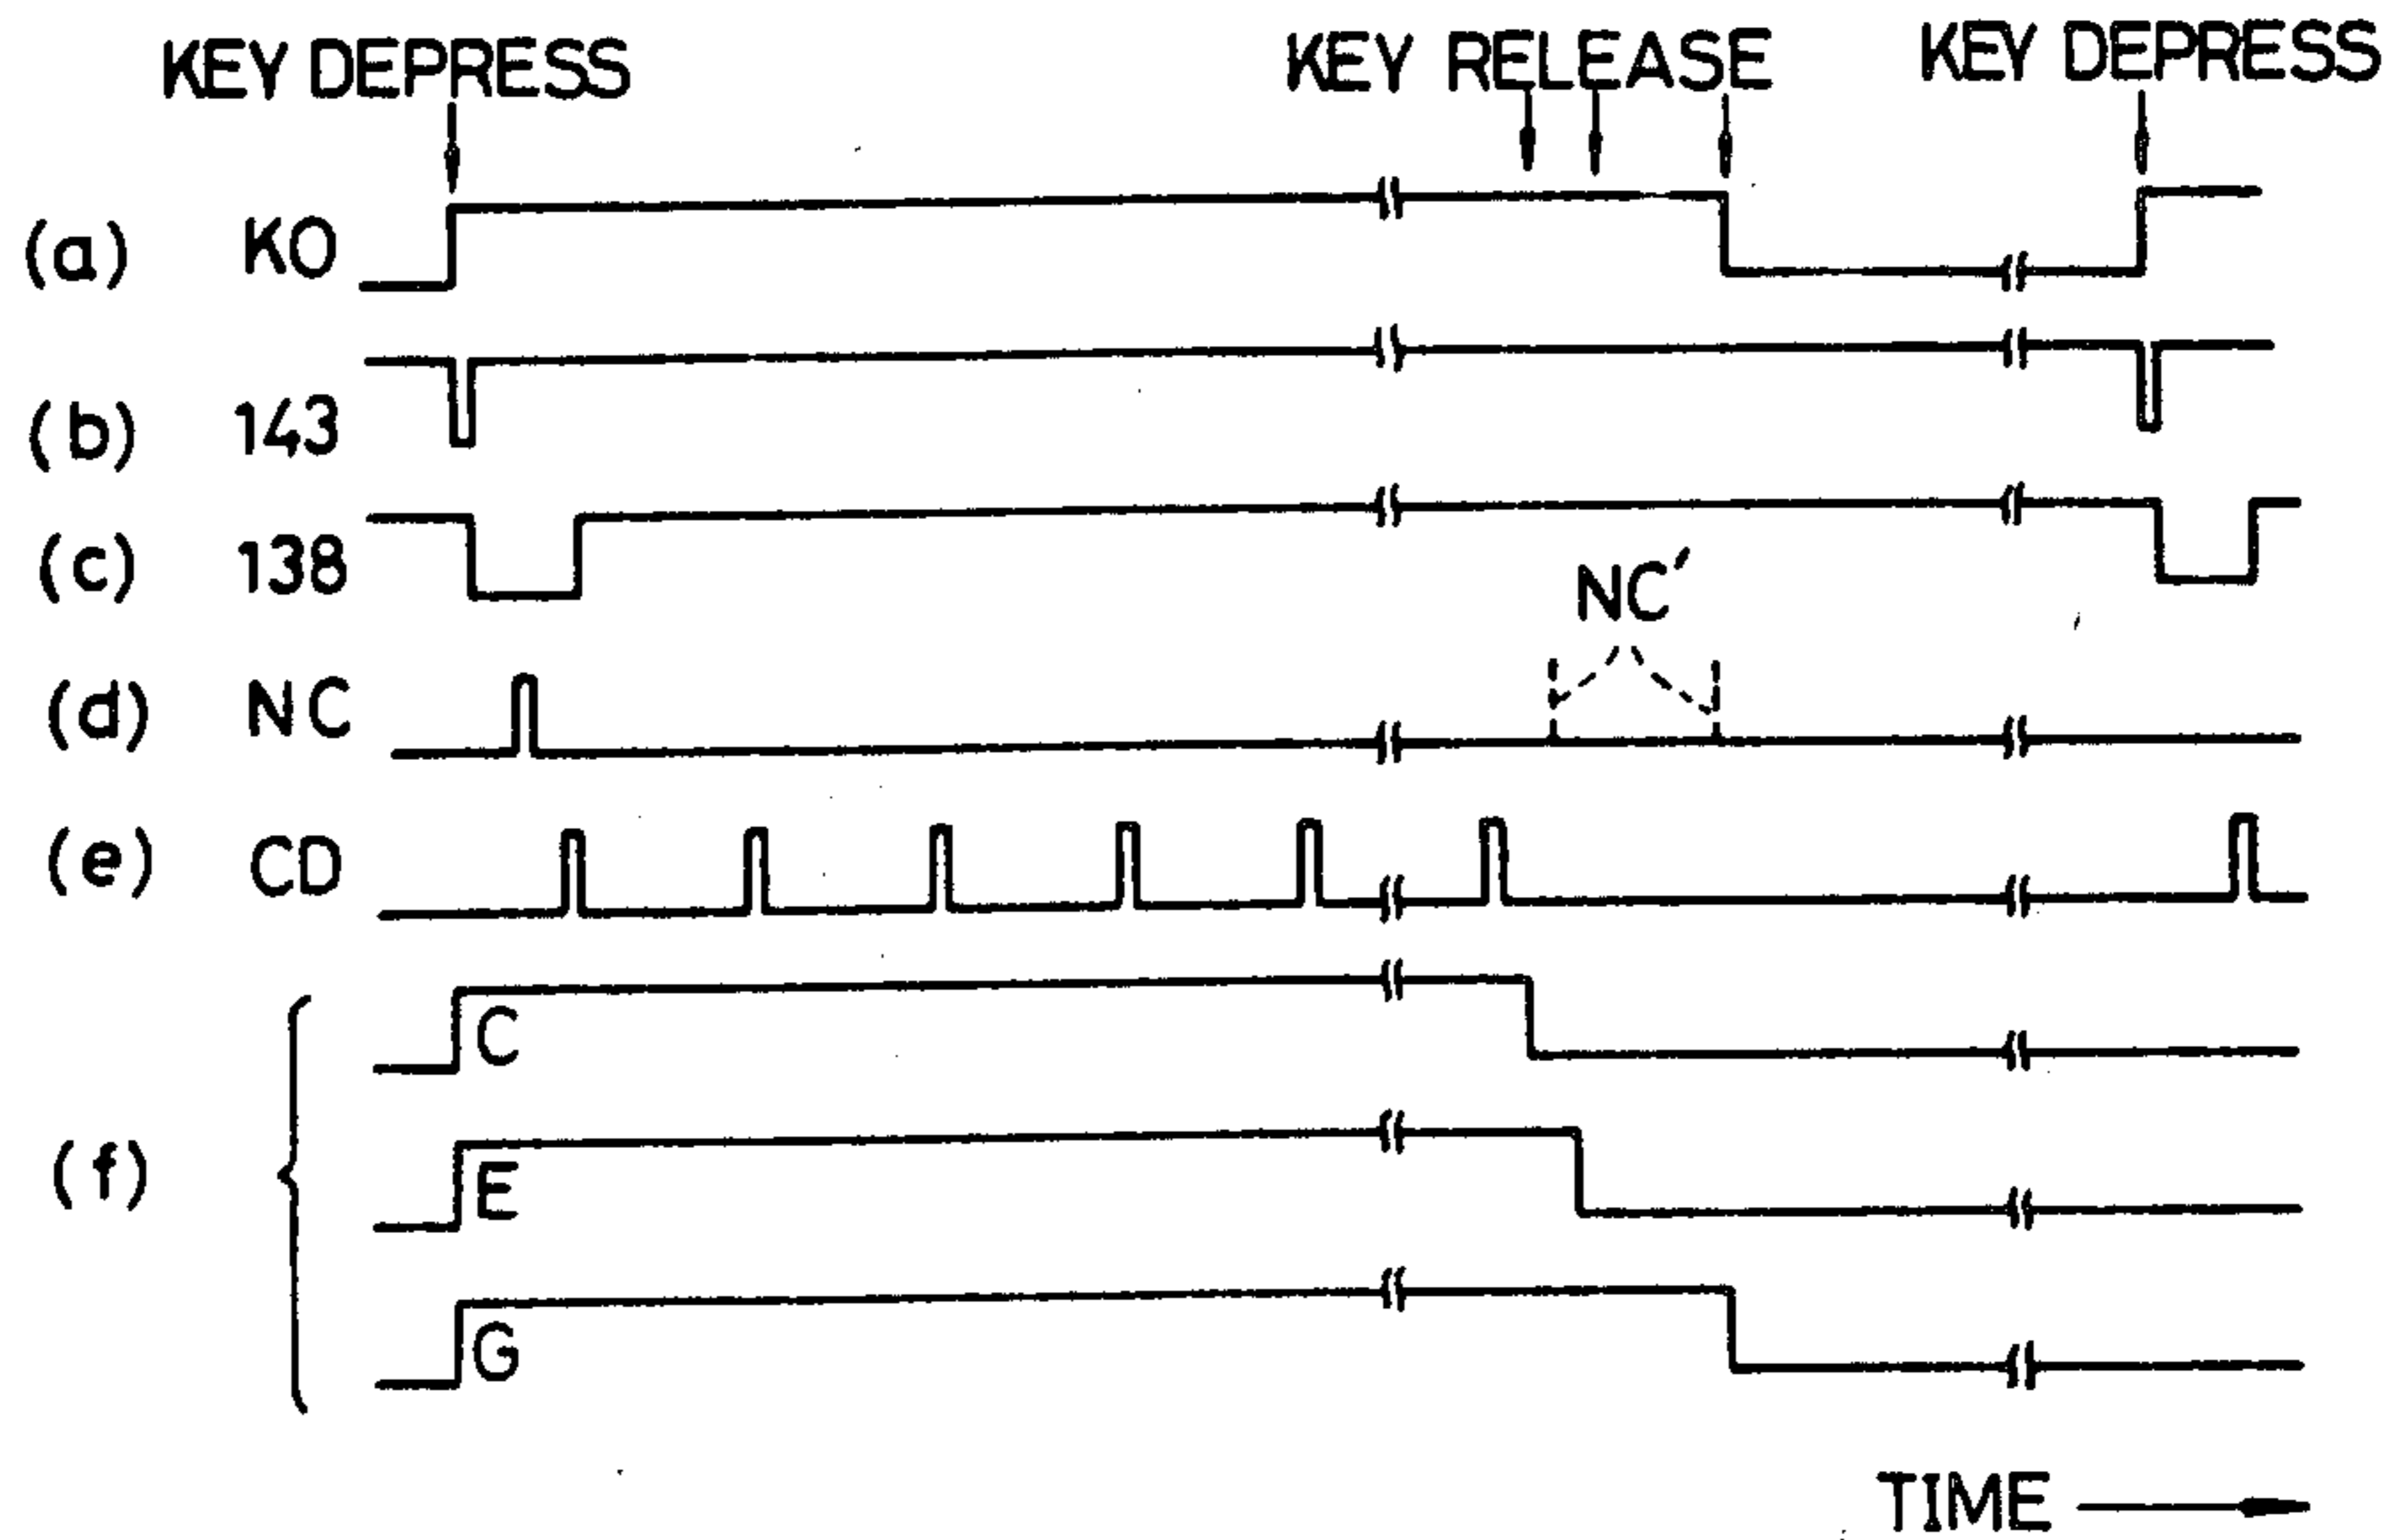 KEY DEPRESS KEY RELEASE KEY DEPRESS
(a) KO
(b) 143
(c) 138
NC′
(d) NC
(e) CD
(f)
C
E
G
TIME